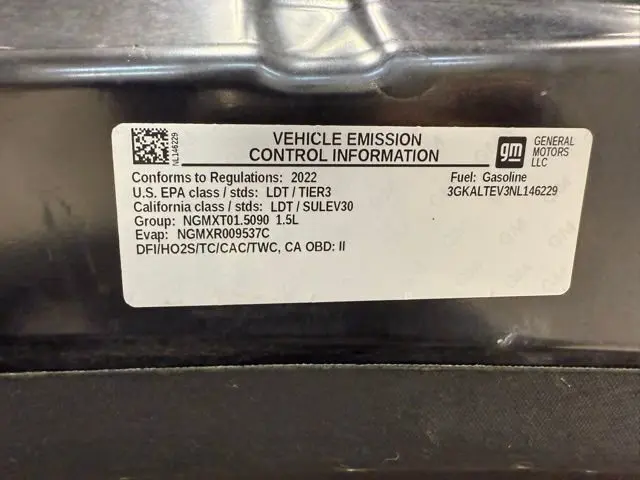 NL146229
VEHICLE EMISSION
CONTROL INFORMATION
gm
GENERAL
MOTORS
LLC
Conforms to Regulations: 2022
Fuel: Gasoline
U.S. EPA class / stds: LDT / TIER3
3GKALTEV3NL146229
California class / stds: LDT / SULEV30
Group: NGMXT01.5090 1.5L
Evap: NGMXR009537C
DFI/HO2S/TC/CAC/TWC, CA OBD: II